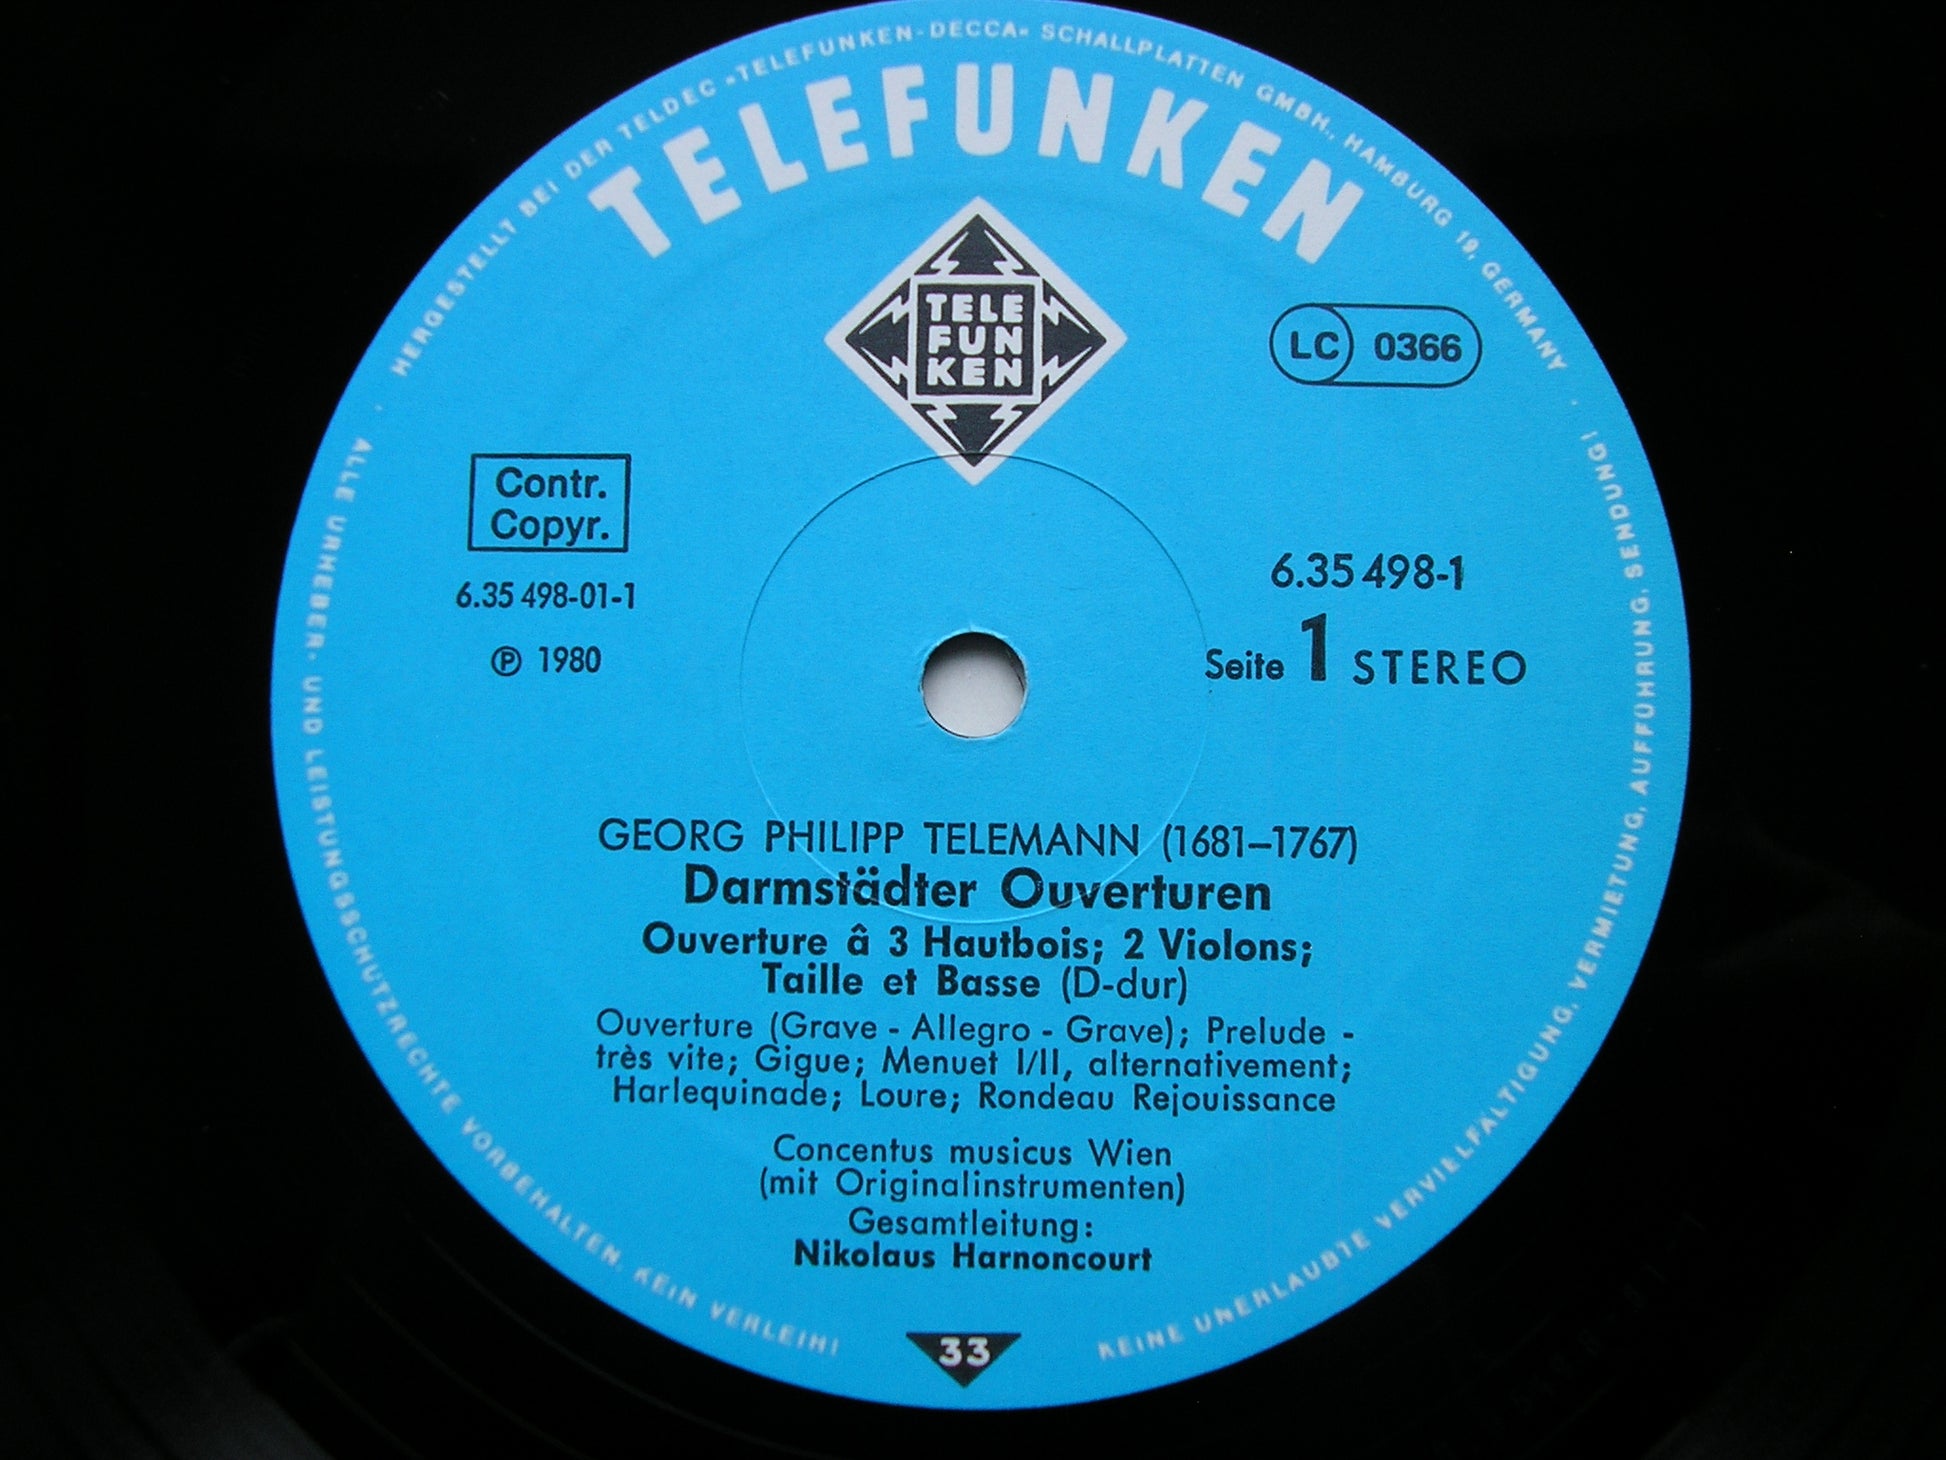 HERGESTELLT BEI DER TELDEC »TELEFUNKEN-DECCA« SCHALLPLATTEN GMBH., HAMBURG 19, GERMANY
TELEFUNKEN
TELE
FUN
KEN
LC 0366
Contr.
Copyr.
6.35 498-01-1
℗ 1980
6.35 498-1
Seite 1 STEREO
GEORG PHILIPP TELEMANN (1681–1767)
Darmstädter Ouverturen
Ouverture â 3 Hautbois; 2 Violons;
Taille et Basse (D-dur)
Ouverture (Grave - Allegro - Grave); Prelude -
très vite; Gigue; Menuet I/II, alternativement;
Harlequinade; Loure; Rondeau Rejouissance
Concentus musicus Wien
(mit Originalinstrumenten)
Gesamtleitung:
Nikolaus Harnoncourt
33
ALLE URHEBER- UND LEISTUNGSSCHUTZRECHTE VORBEHALTEN. KEIN VERLEIH!
KEINE UNERLAUBTE VERVIELFÄLTIGUNG, VERMIETUNG, AUFFÜHRUNG, SENDUNG!